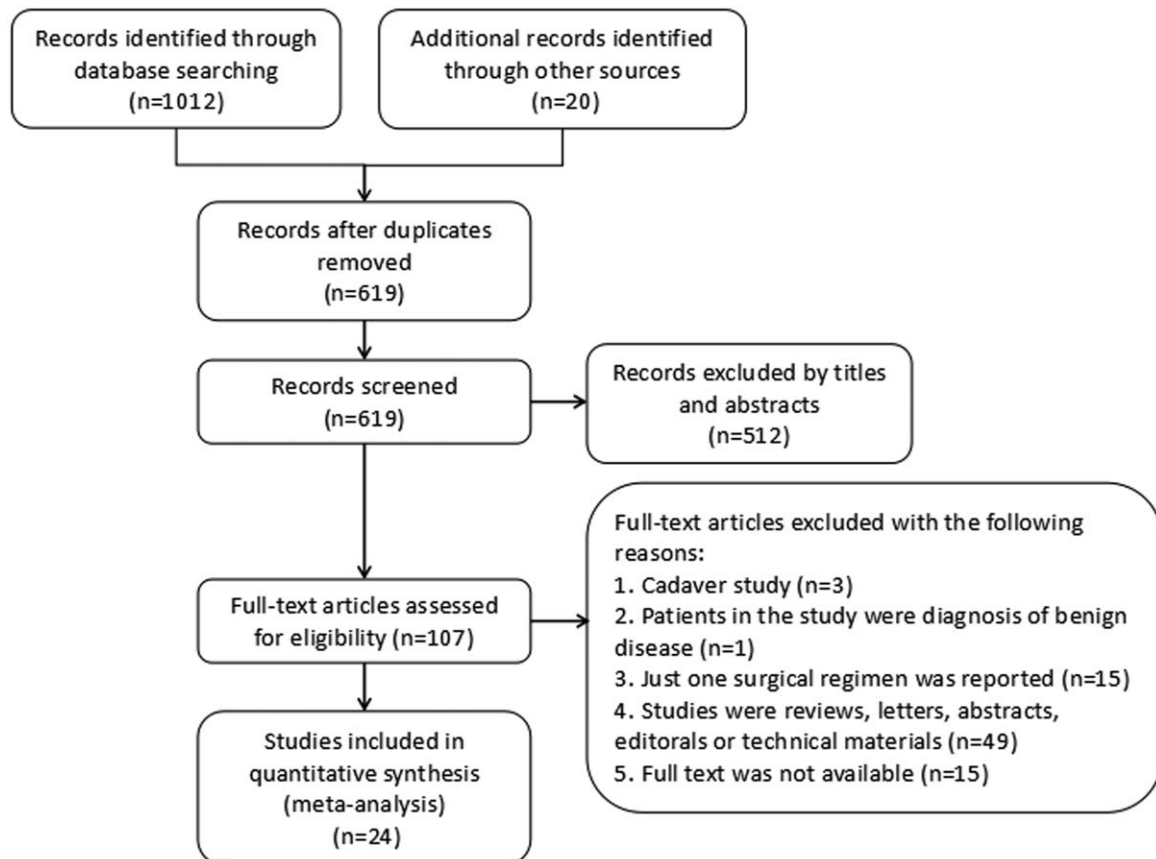 Records identified through
database searching
(n=1012)
Additional records identified
through other sources
(n=20)
Records after duplicates
removed
(n=619)
Records screened
(n=619)
Records excluded by titles
and abstracts
(n=512)
Full-text articles assessed
for eligibility (n=107)
Full-text articles excluded with the following
reasons:
1. Cadaver study (n=3)
2. Patients in the study were diagnosis of benign
disease (n=1)
3. Just one surgical regimen was reported (n=15)
4. Studies were reviews, letters, abstracts,
editorals or technical materials (n=49)
5. Full text was not available (n=15)
Studies included in
quantitative synthesis
(meta-analysis)
(n=24)